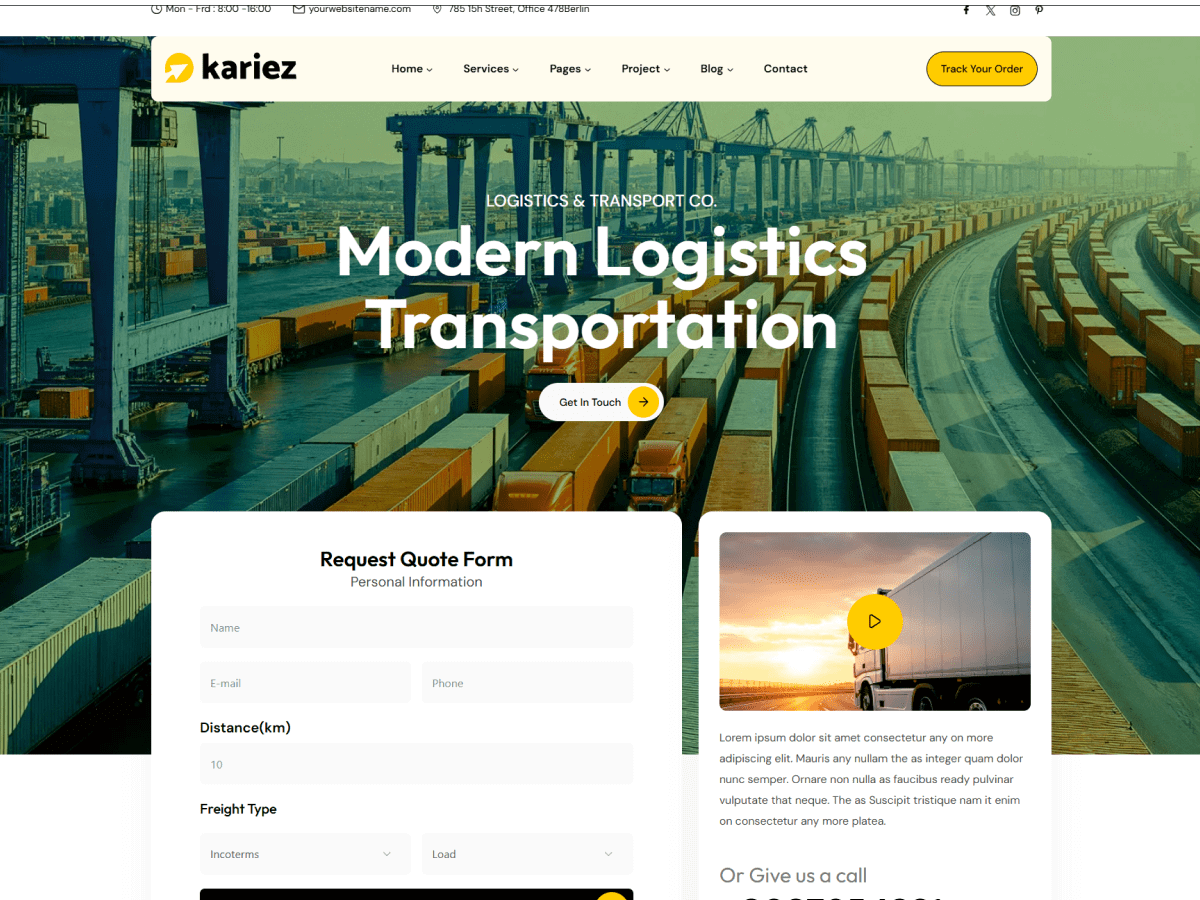 Mon - Frd : 8:00 -16:00 yourwebsitename.com 785 15h Street, Office 478Berlin
kariez Home Services Pages Project Blog Contact Track Your Order
LOGISTICS & TRANSPORT CO.
Modern Logistics
Transportation
Get In Touch
Request Quote Form
Personal Information
Name
E-mail Phone
Distance(km)
10
Freight Type
Incoterms Load
Lorem ipsum dolor sit amet consectetur any on more
adipiscing elit. Mauris any nullam the as integer quam dolor
nunc semper. Ornare non nulla as faucibus ready pulvinar
vulputate that neque. The as Suscipit tristique nam it enim
on consectetur any more platea.
Or Give us a call